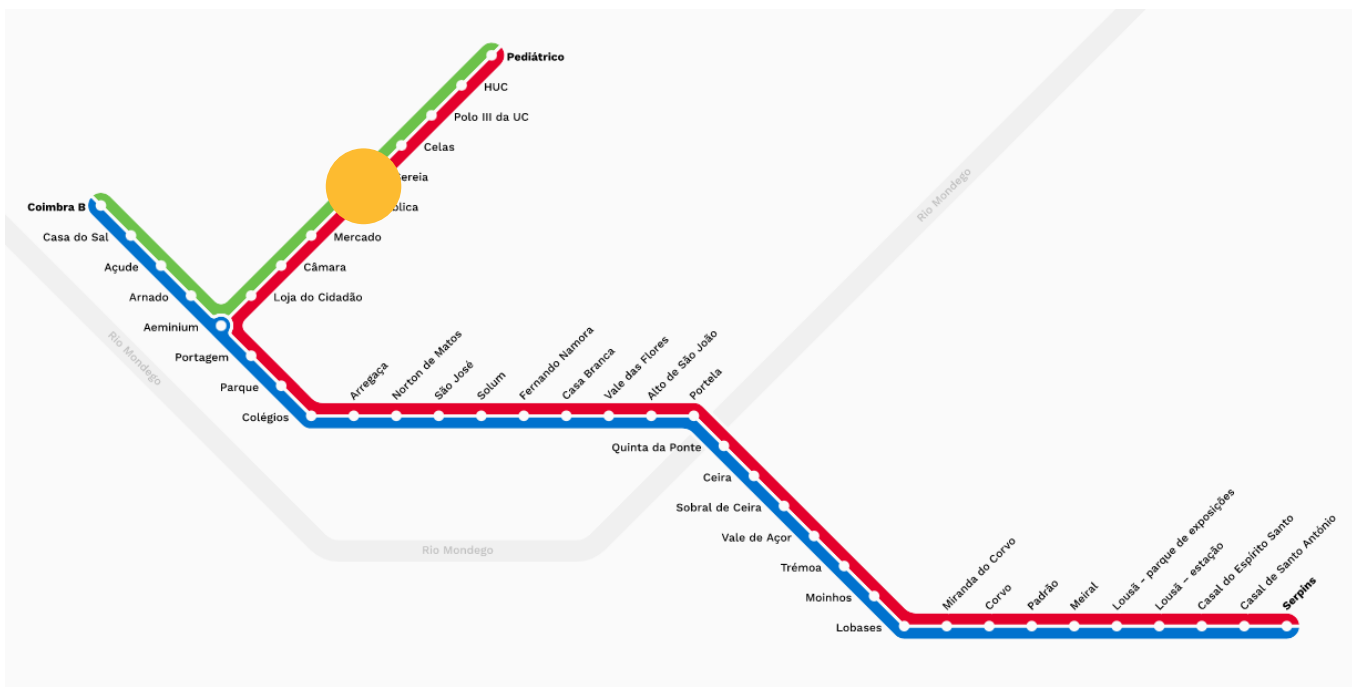 Pediátrico
HUC
Polo III da UC
Celas
Mercado
Câmara
Loja do Cidadão
Coimbra B
Casa do Sal
Açude
Arnado
Aeminium
Portagem
Parque
Colégios
Rio Mondego
Rio Mondego
Rio Mondego
Arregaça
Norton de Matos
São José
Solum
Fernando Namora
Casa Branca
Vale das Flores
Alto de São João
Portela
Quinta da Ponte
Ceira
Sobral de Ceira
Vale de Açor
Trémoa
Moinhos
Lobases
Miranda do Corvo
Corvo
Padrão
Meiral
Lousã - parque de exposições
Lousã – estação
Casal do Espírito Santo
Casal de Santo António
Serpins